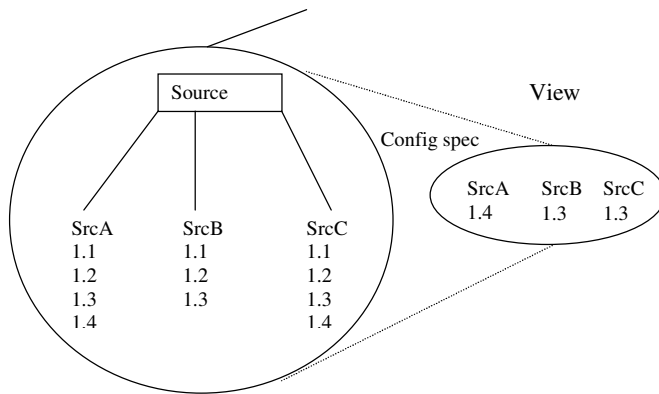 Source
View
Config spec
SrcA SrcB SrcC
1.4 1.3 1.3
SrcA SrcB SrcC
1.1 1.1 1.1
1.2 1.2 1.2
1.3 1.3 1.3
1.4 1.4